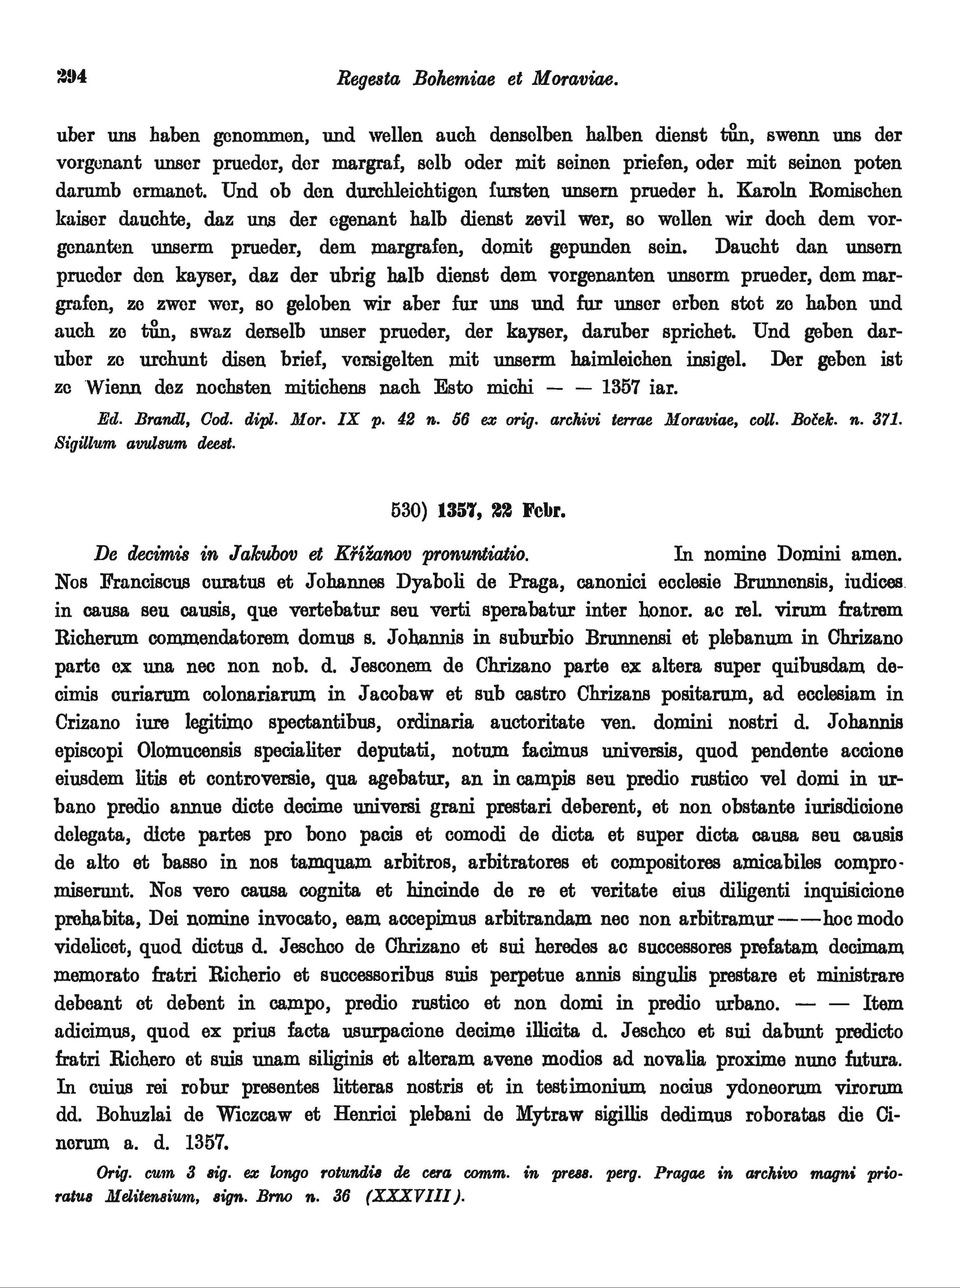 294
Regesta Bohemiae et Moraviae.
uber uns haben genommen, und wellen auch denselben halben dienst tůn, swenn uns der
vorgenant unser prueder, der margraf, selb oder mit seinen priefen, oder mit seinen poten
darumb ermanet. Und ob den durchleichtigen fursten unsern prueder h. Karoln Romischen
kaiser dauchte, daz uns der egenant halb dienst zevil wer, so wellen wir doch dem vor-
genanten unserm prueder, dem margrafen, domit gepunden sein. Daucht dan unsern
prueder den kayser, daz der ubrig halb dienst dem vorgenanten unserm prueder, dem mar-
grafen, ze zwer wer, so geloben wir aber fur uns und fur unser erben stet ze haben und
auch ze tůn, swaz derselb unser prueder, der kayser, daruber sprichet. Und geben dar-
uber ze urchunt disen brief, versigelten mit unserm haimleichen insigel. Der geben ist
ze Wienn dez nechsten mitichens nach Esto michi — — 1357 iar.
Ed. Brandl, Cod. dipl. Mor. IX p. 42 n. 56 ex orig. archivi terrae Moraviae, coll. Boček. n. 371.
Sigillum avulsum deest.
530) 1357, 22 Febr.
De decimis in Jakubov et Křížanov pronuntiatio. In nomine Domini amen.
Nos Franciscus curatus et Johannes Dyaboli de Praga, canonici ecclesie Brunnensis, iudices
in causa seu causis, que vertebatur seu verti sperabatur inter honor. ac rel. virum fratrem
Richerum commendatorem domus s. Johannis in suburbio Brunnensi et plebanum in Chrizano
parte ex una nec non nob. d. Jesconem de Chrizano parte ex altera super quibusdam de-
cimis curiarum colonariarum in Jacobaw et sub castro Chrizans positarum, ad ecclesiam in
Crizano iure legitimo spectantibus, ordinaria auctoritate ven. domini nostri d. Johannis
episcopi Olomucensis specialiter deputati, notum facimus universis, quod pendente accione
eiusdem litis et controversie, qua agebatur, an in campis seu predio rustico vel domi in ur-
bano predio annue dicte decime universi grani prestari deberent, et non obstante iurisdicione
delegata, dicte partes pro bono pacis et comodi de dicta et super dicta causa seu causis
de alto et basso in nos tamquam arbitros, arbitratores et compositores amicabiles compro-
miserunt. Nos vero causa cognita et hincinde de re et veritate eius diligenti inquisicione
prehabita, Dei nomine invocato, eam accepimus arbitrandam nec non arbitramur — — hoc modo
videlicet, quod dictus d. Jeschco de Chrizano et sui heredes ac successores prefatam decimam
memorato fratri Richerio et successoribus suis perpetue annis singulis prestare et ministrare
debeant et debent in campo, predio rustico et non domi in predio urbano. — — Item
adicimus, quod ex prius facta usurpacione decime illicita d. Jeschco et sui dabunt predicto
fratri Richero et suis unam siliginis et alteram avene modios ad novalia proxime nunc futura.
In cuius rei robur presentes litteras nostris et in testimonium nocius ydoneorum virorum
dd. Bohuzlai de Wiczcaw et Henrici plebani de Mytraw sigillis dedimus roboratas die Ci-
nerum a. d. 1357.
Orig. cum 3 sig. ex longo rotundis de cera comm. in press. perg. Pragae in archivo magni prio-
ratus Melitensium, sign. Brno n. 36 (XXXVIII).